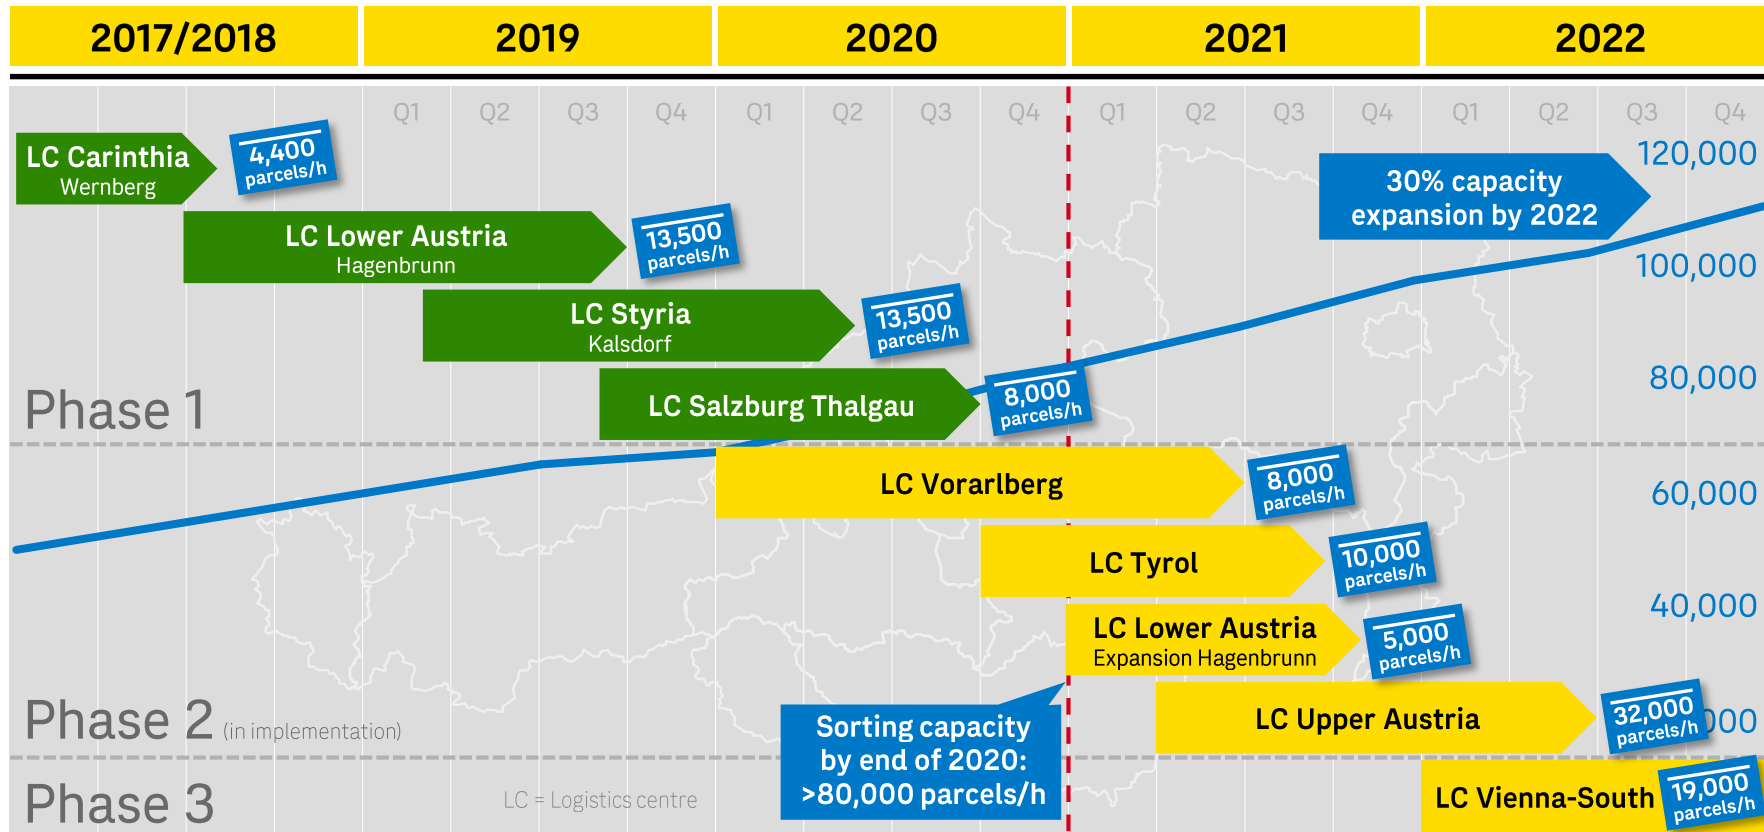 2017/2018 2019 2020 2021 2022
Q1 Q2 Q3 Q4 Q1 Q2 Q3 Q4 Q1 Q2 Q3 Q4 Q1 Q2 Q3 Q4
LC Carinthia
Wernberg
4,400
parcels/h
120,000
30% capacity
expansion by 2022
LC Lower Austria
Hagenbrunn
13,500
parcels/h
100,000
LC Styria
Kalsdorf
13,500
parcels/h
80,000
Phase 1
LC Salzburg Thalgau
8,000
parcels/h
LC Vorarlberg
8,000
parcels/h
60,000
LC Tyrol
10,000
parcels/h
40,000
LC Lower Austria
Expansion Hagenbrunn
5,000
parcels/h
Phase 2 (in implementation)
Sorting capacity
by end of 2020:
>80,000 parcels/h
LC Upper Austria
32,000
parcels/h
000
Phase 3
LC = Logistics centre
LC Vienna-South
19,000
parcels/h